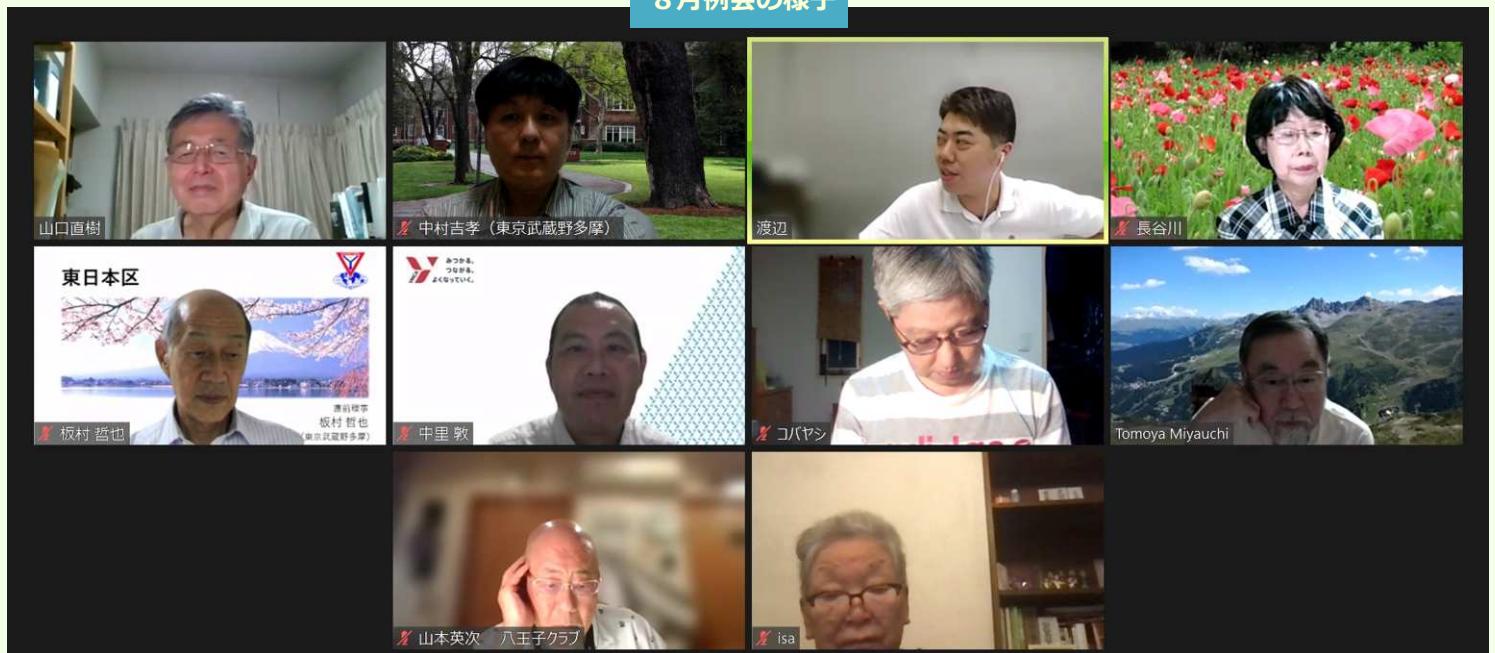 8月例会の様子
山口直樹
中村吉孝（東京武蔵野多摩）
渡辺
長谷川
東日本区
直前理事
板村 哲也
（東京武蔵野多摩）
板村 哲也
みつかる。
つながる。
よくなっていく。
中里 敦
コバヤシ
Tomoya Miyauchi
山本英次　八王子クラブ
isa